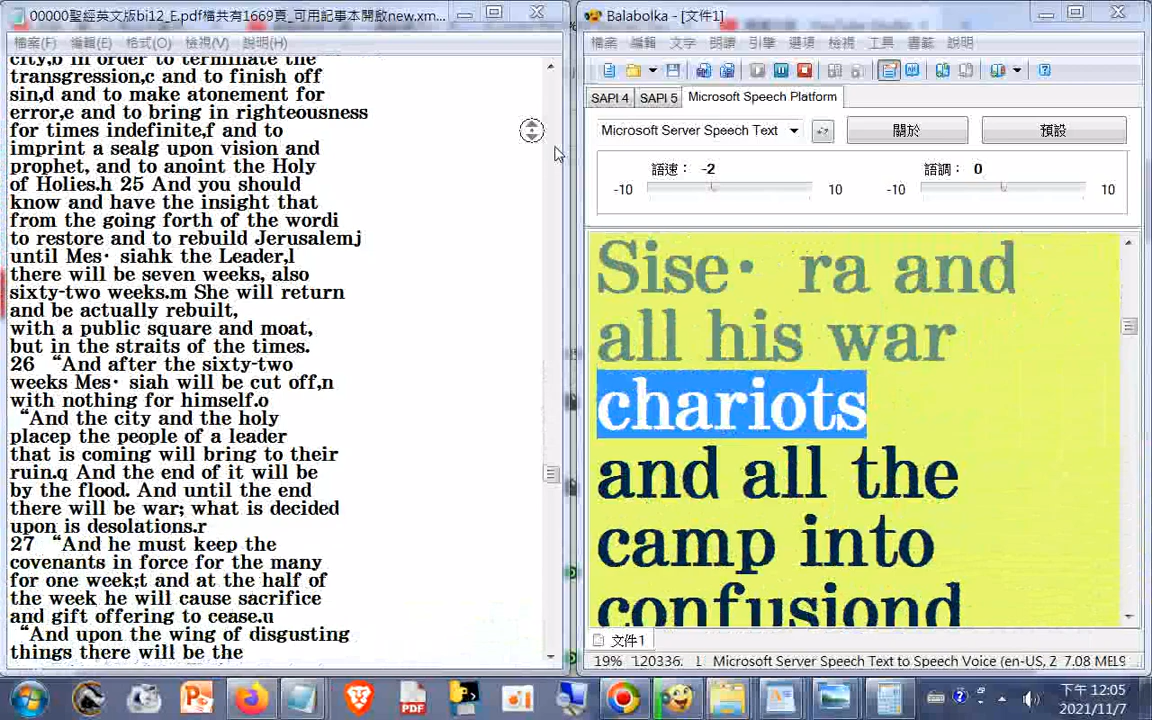 00000聖經英文版bi12_E.pdf檔共有1669頁_可用記事本開啟new.xm...
檔案(F) 編輯(E) 格式(O) 檢視(V) 說明(H)
city,b in order to terminate the
transgression,c and to finish off
sin,d and to make atonement for
error,e and to bring in righteousness
for times indefinite,f and to
imprint a sealg upon vision and
prophet, and to anoint the Holy
of Holies.h 25 And you should
know and have the insight that
from the going forth of the wordi
to restore and to rebuild Jerusalemj
until Mes· siahk the Leader,l
there will be seven weeks, also
sixty-two weeks.m She will return
and be actually rebuilt,
with a public square and moat,
but in the straits of the times.
26 “And after the sixty-two
weeks Mes· siah will be cut off,n
with nothing for himself.o
“And the city and the holy
placep the people of a leader
that is coming will bring to their
ruin.q And the end of it will be
by the flood. And until the end
there will be war; what is decided
upon is desolations.r
27 “And he must keep the
covenants in force for the many
for one week;t and at the half of
the week he will cause sacrifice
and gift offering to cease.u
“And upon the wing of disgusting
things there will be the
Balabolka - [文件1]
檔案 編輯 文字 朗讀 引擎 選項 檢視 工具 書籤 說明
SAPI 4 SAPI 5 Microsoft Speech Platform
Microsoft Server Speech Text 關於 預設
語速： -2 語調： 0
-10 10 -10 10
Sise· ra and
all his war
chariots
and all the
camp into
confusiond
文件1
19% 120336. Microsoft Server Speech Text to Speech Voice (en-US, 2 7.08 ME
下午 12:05
2021/11/7